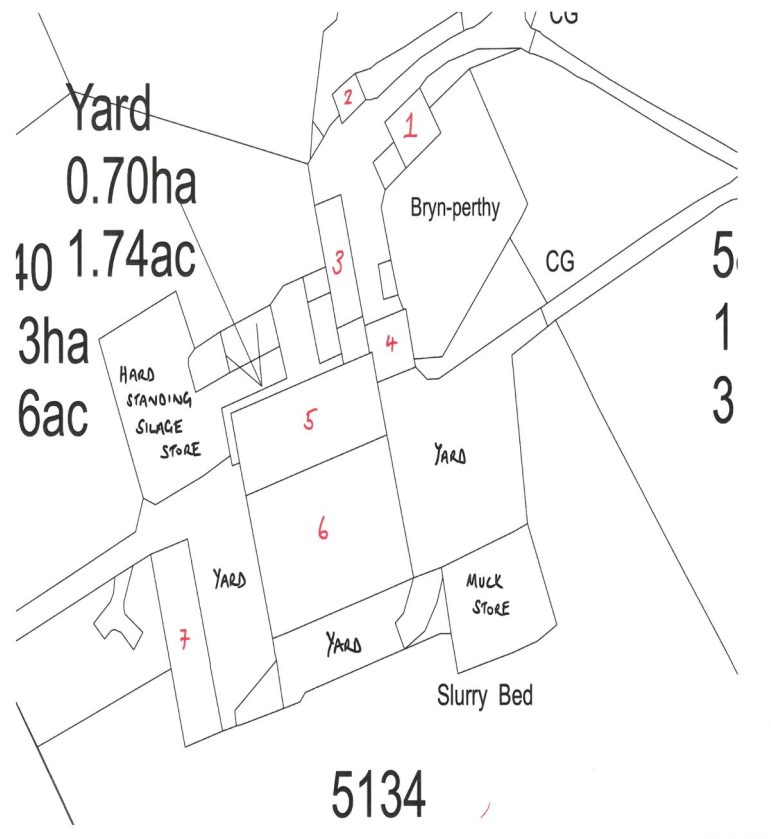 CG
2
1
Yard
0.70ha
1.74ac
Bryn-perthy
3
CG
40
3ha
6ac
5
1
3
4
HARD
STANDING
SILAGE
STORE
5
YARD
6
YARD
MUCK
STORE
7
YARD
Slurry Bed
5134